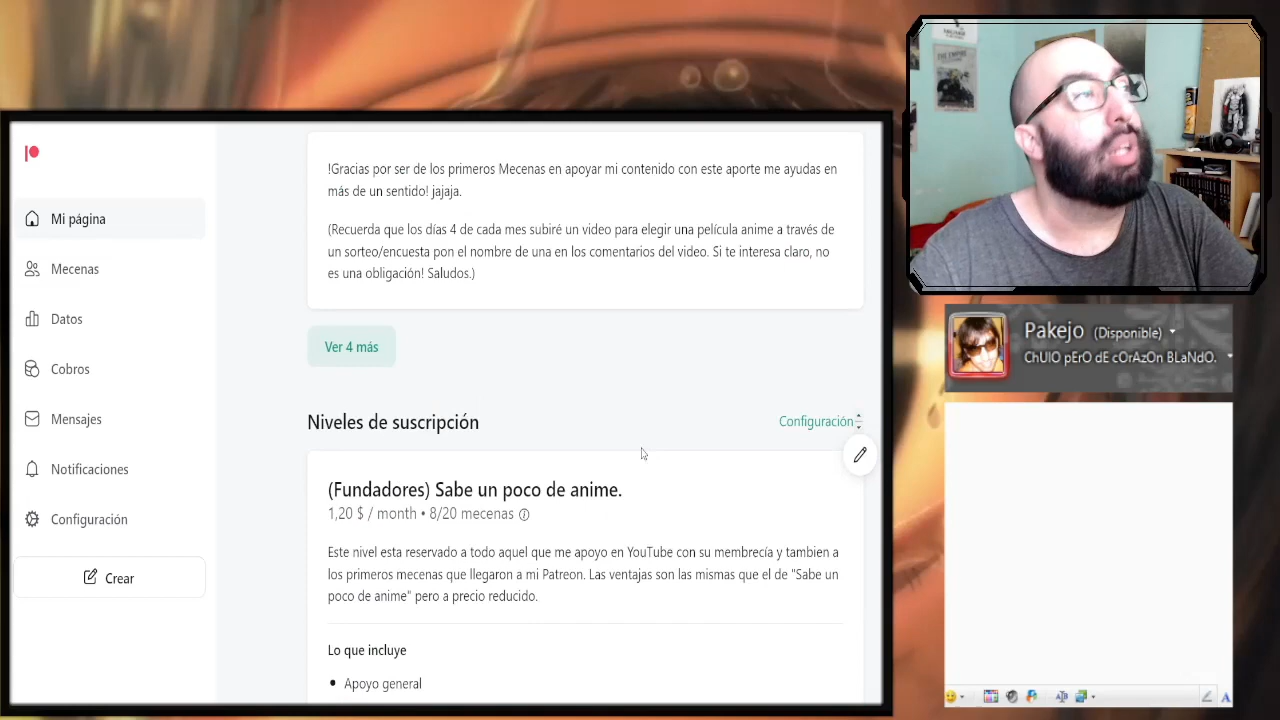 Mi página
Mecenas
Datos
Cobros
Mensajes
Notificaciones
Configuración
Crear
!Gracias por ser de los primeros Mecenas en apoyar mi contenido con este aporte me ayudas en
más de un sentido! jajaja.
(Recuerda que los días 4 de cada mes subiré un video para elegir una película anime a través de
un sorteo/encuesta pon el nombre de una en los comentarios del video. Si te interesa claro, no
es una obligación! Saludos.)
Ver 4 más
Niveles de suscripción
Configuración
(Fundadores) Sabe un poco de anime.
1,20 $ / month • 8/20 mecenas
Este nivel esta reservado a todo aquel que me apoyo en YouTube con su membrecía y tambien a
los primeros mecenas que llegaron a mi Patreon. Las ventajas son las mismas que el de "Sabe un
poco de anime" pero a precio reducido.
Lo que incluye
• Apoyo general
Pakejo (Disponible)
ChUlO pErO dE cOrAzOn BLaNdO.